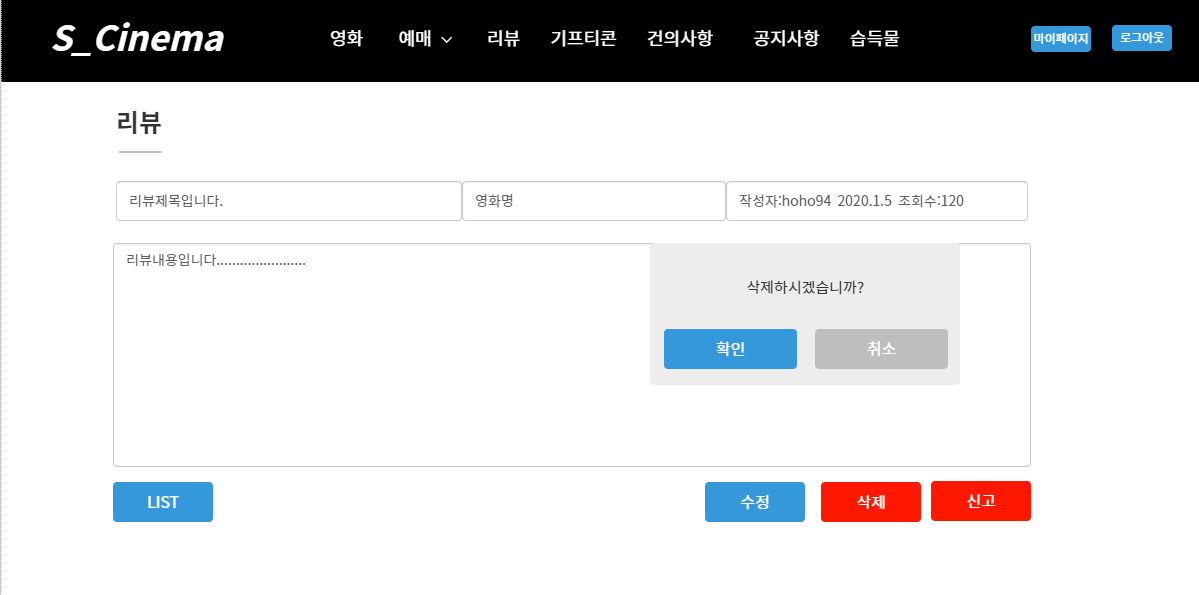 S_Cinema 영화 예매 리뷰 기프티콘 건의사항 공지사항 습득물 마이페이지 로그아웃
리뷰
리뷰제목입니다. 영화명 작성자:hoho94 2020.1.5 조회수:120
리뷰내용입니다.......................
삭제하시겠습니까?
확인 취소
LIST 수정 삭제 신고